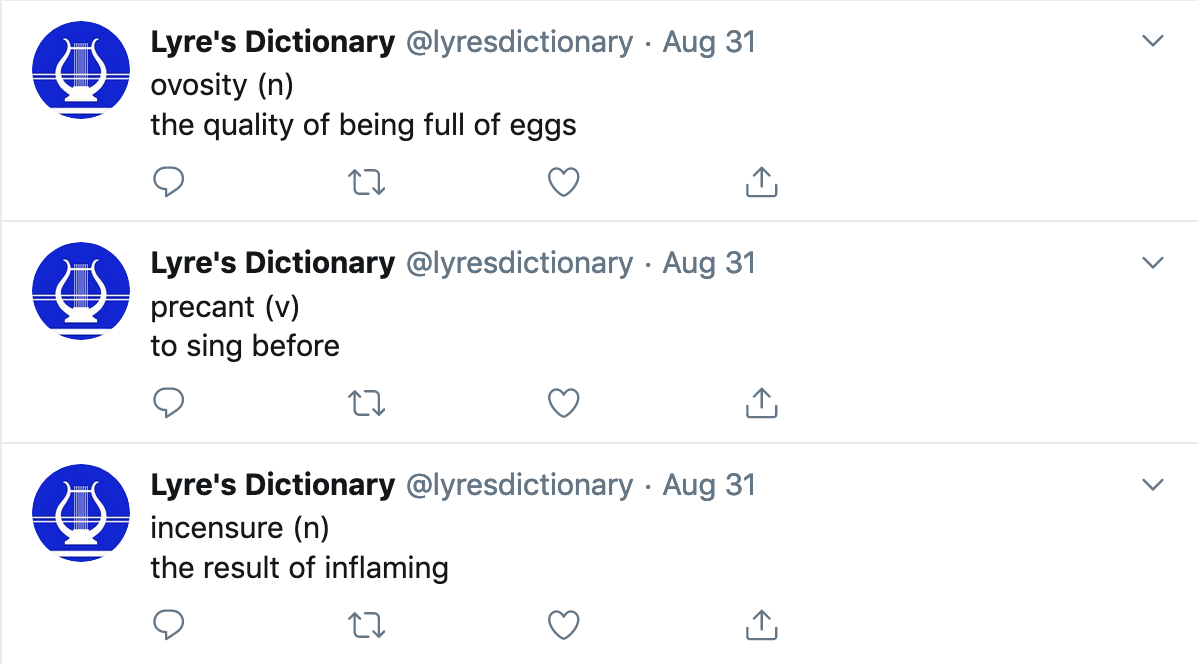 Lyre's Dictionary @lyresdictionary · Aug 31
ovosity (n)
the quality of being full of eggs
Lyre's Dictionary @lyresdictionary · Aug 31
precant (v)
to sing before
Lyre's Dictionary @lyresdictionary · Aug 31
incensure (n)
the result of inflaming